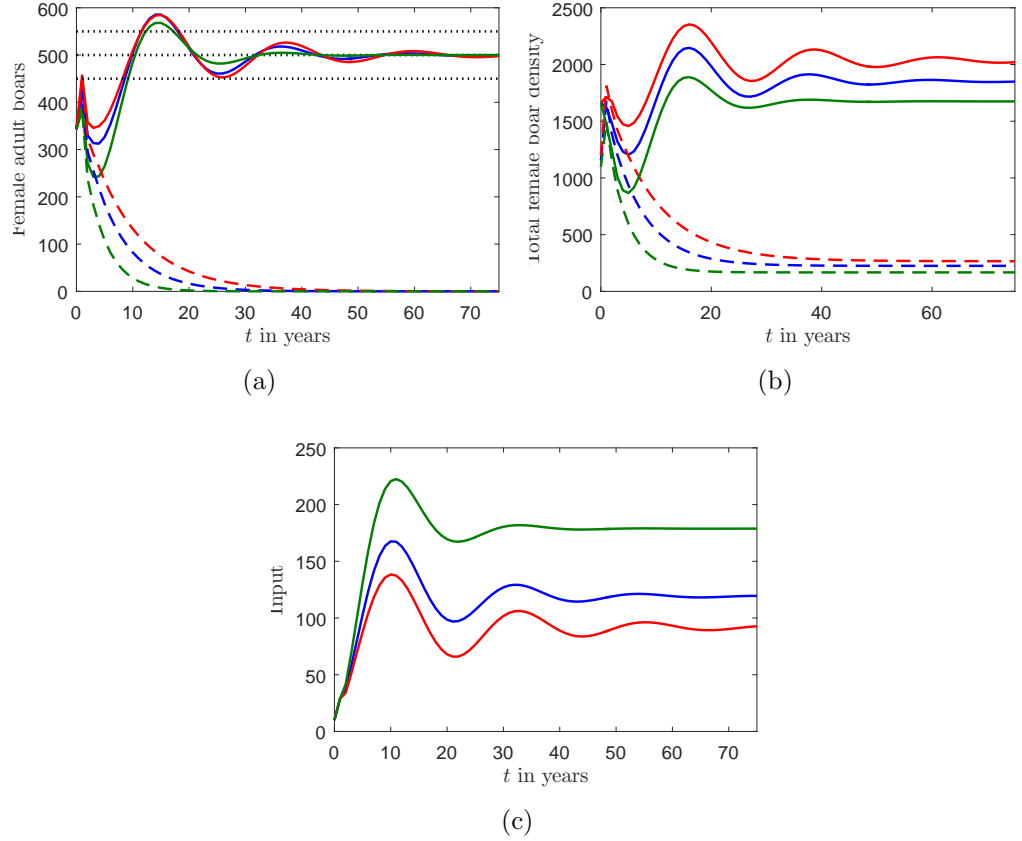 600
500
400
300
200
100
0
Female adult boars
0 10 20 30 40 50 60 70
t in years
(a)
2500
2000
1500
1000
500
0
Total female boar density
0 20 40 60
t in years
(b)
250
200
150
100
50
0
Input
0 10 20 30 40 50 60 70
t in years
(c)